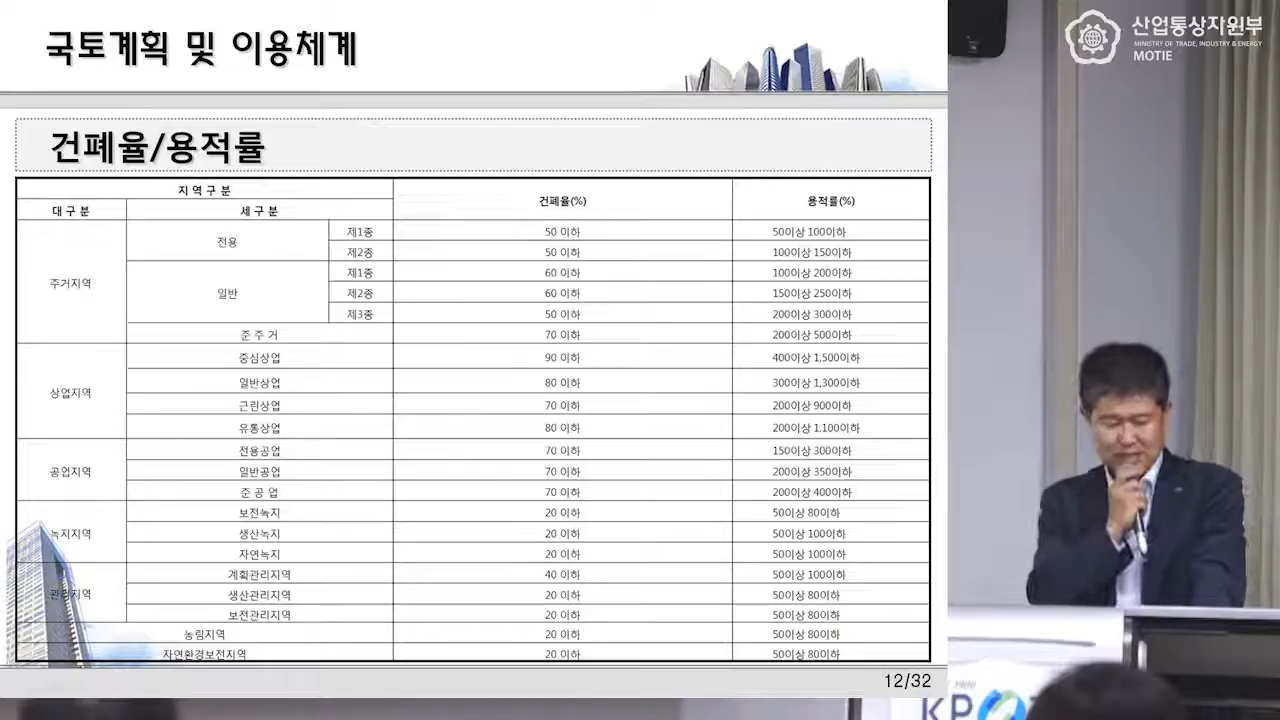 국토계획 및 이용체계
산업통상자원부
MINISTRY OF TRADE, INDUSTRY & ENERGY
MOTIE
건폐율/용적률
지 역 구 분 건폐율(%) 용적률(%)
대 구 분 세 구 분
주거지역 전용 제1종 50 이하 50이상 100이하
제2종 50 이하 100이상 150이하
일반 제1종 60 이하 100이상 200이하
제2종 60 이하 150이상 250이하
제3종 50 이하 200이상 300이하
준 주 거 70 이하 200이상 500이하
상업지역 중심상업 90 이하 400이상 1,500이하
일반상업 80 이하 300이상 1,300이하
근린상업 70 이하 200이상 900이하
유통상업 80 이하 200이상 1,100이하
공업지역 전용공업 70 이하 150이상 300이하
일반공업 70 이하 200이상 350이하
준 공 업 70 이하 200이상 400이하
녹지지역 보전녹지 20 이하 50이상 80이하
생산녹지 20 이하 50이상 100이하
자연녹지 20 이하 50이상 100이하
관리지역 계획관리지역 40 이하 50이상 100이하
생산관리지역 20 이하 50이상 80이하
보전관리지역 20 이하 50이상 80이하
농림지역 20 이하 50이상 80이하
자연환경보전지역 20 이하 50이상 80이하
12/32